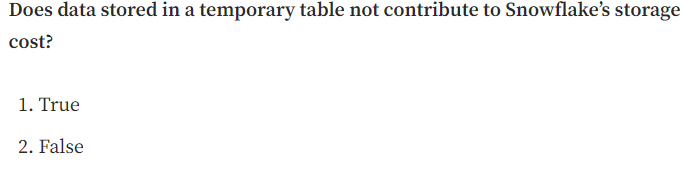 Does data stored in a temporary table not contribute to Snowflake’s storage
cost?
1. True
2. False